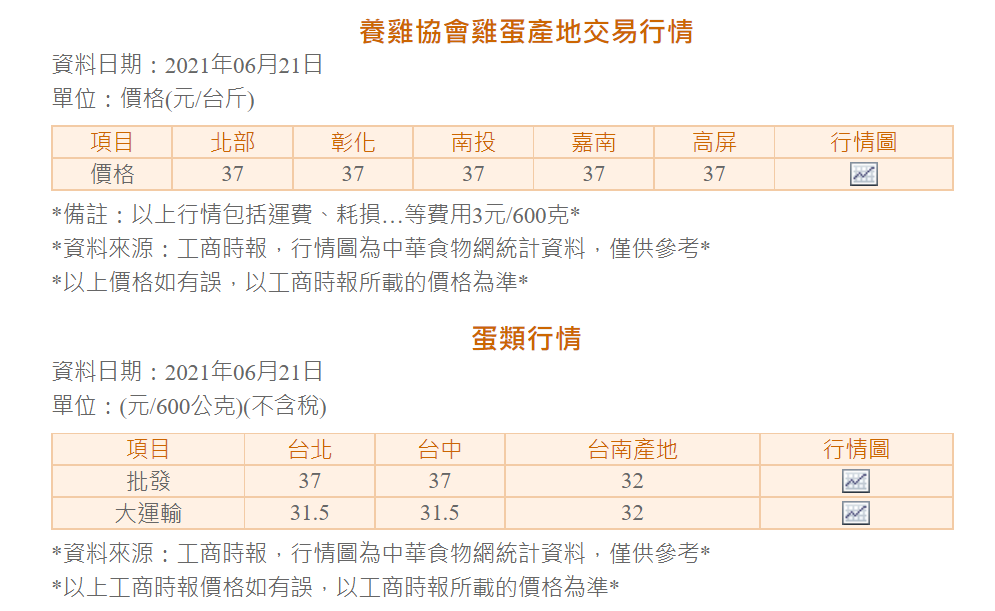 養雞協會雞蛋產地交易行情
資料日期：2021年06月21日
單位：價格(元/台斤)
項目 北部 彰化 南投 嘉南 高屏 行情圖
價格 37 37 37 37 37
*備註：以上行情包括運費、耗損...等費用3元/600克*
*資料來源：工商時報，行情圖為中華食物網統計資料，僅供參考*
*以上價格如有誤，以工商時報所載的價格為準*
蛋類行情
資料日期：2021年06月21日
單位：(元/600公克)(不含稅)
項目 台北 台中 台南產地 行情圖
批發 37 37 32
大運輸 31.5 31.5 32
*資料來源：工商時報，行情圖為中華食物網統計資料，僅供參考*
*以上工商時報價格如有誤，以工商時報所載的價格為準*